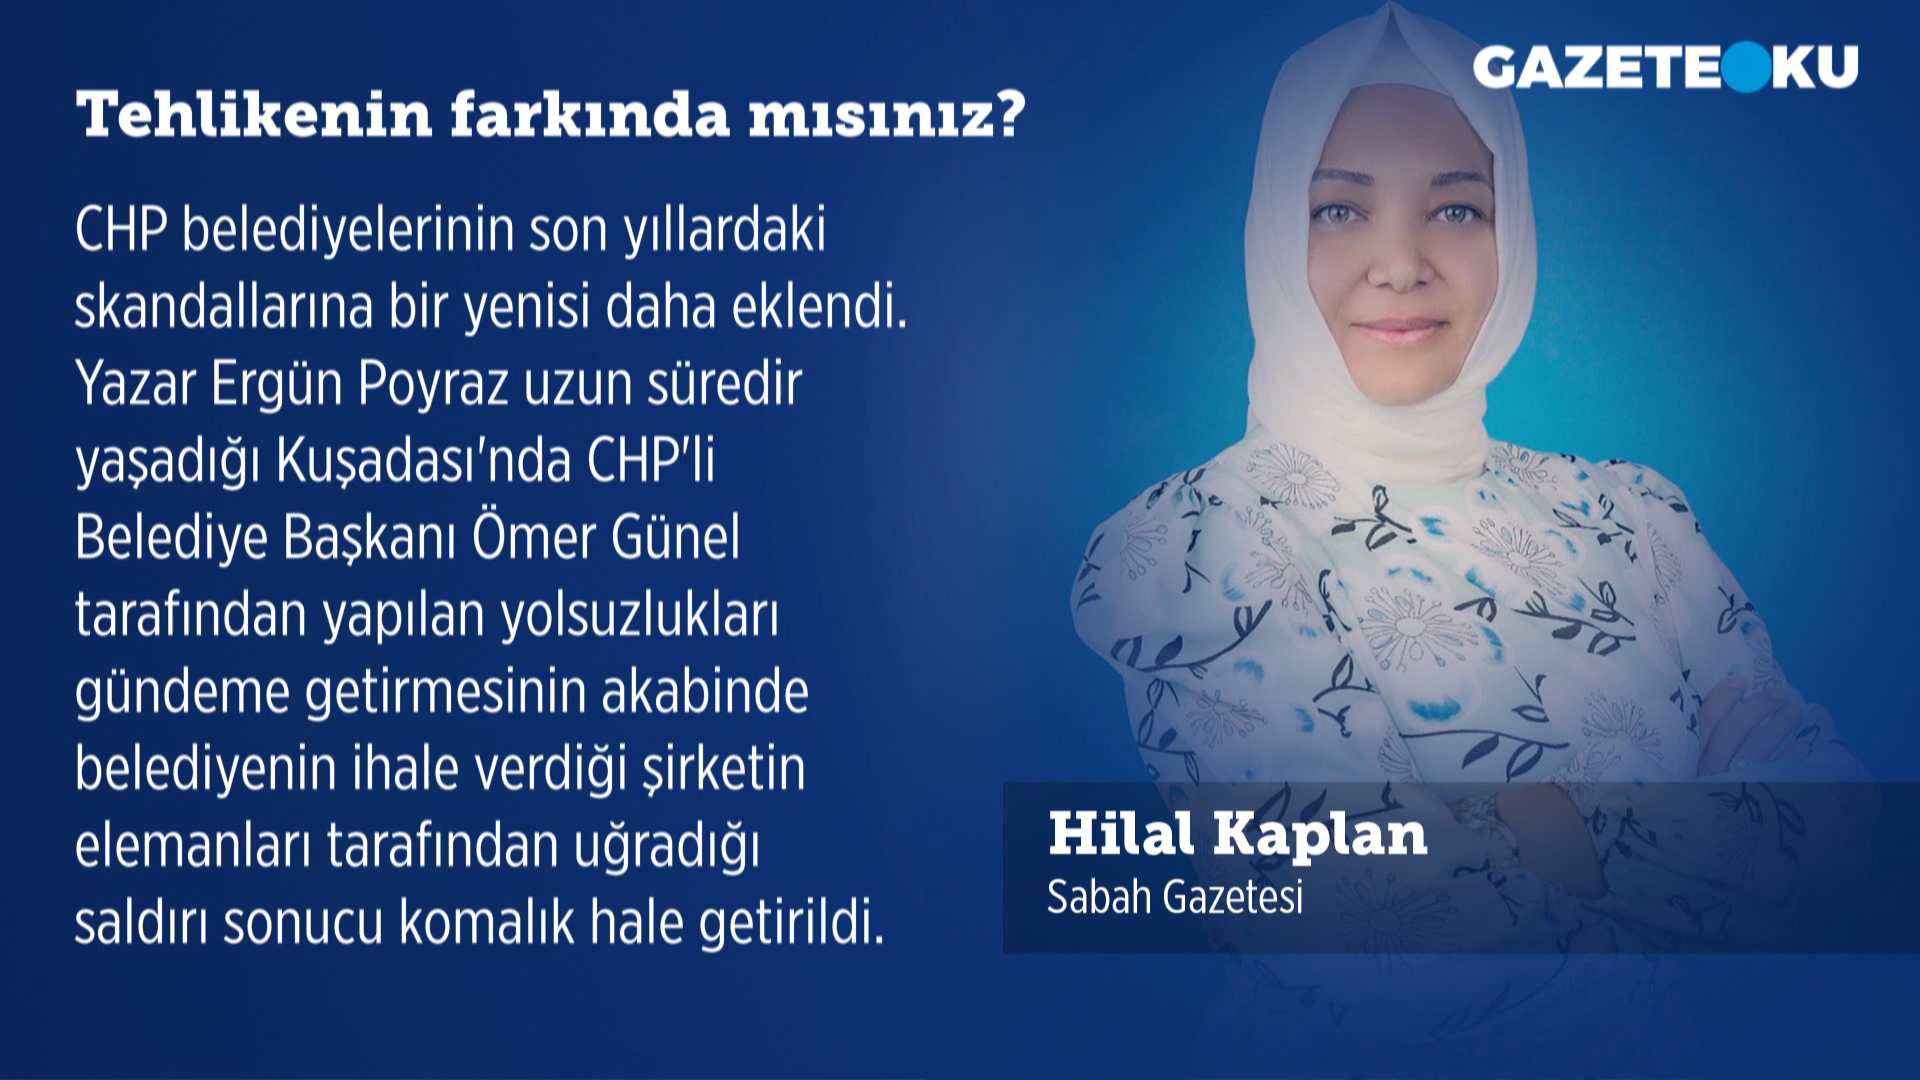 GAZETE KU
Tehlikenin farkında mısınız?
CHP belediyelerinin son yıllardaki
skandallarına bir yenisi daha eklendi.
Yazar Ergün Poyraz uzun süredir
yaşadığı Kuşadası'nda CHP'li
Belediye Başkanı Ömer Günel
tarafından yapılan yolsuzlukları
gündeme getirmesinin akabinde
belediyenin ihale verdiği şirketin
elemanları tarafından uğradığı
saldırı sonucu komalık hale getirildi.
Hilal Kaplan
Sabah Gazetesi